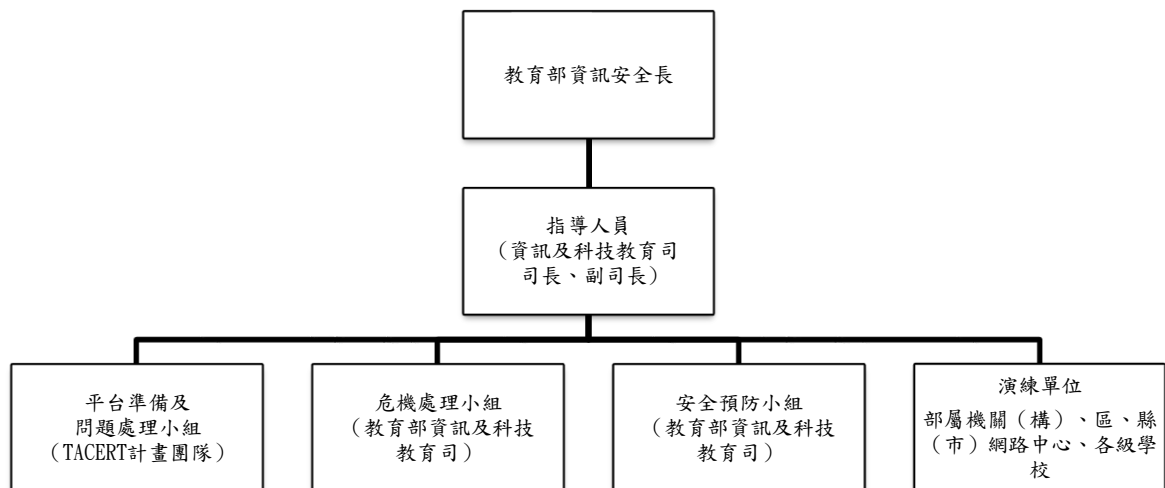 教育部資訊安全長
指導人員
（資訊及科技教育司
司長、副司長）
平台準備及
問題處理小組
（TACERT計畫團隊）
危機處理小組
（教育部資訊及科技
教育司）
安全預防小組
（教育部資訊及科技
教育司）
演練單位
部屬機關（構）、區、縣
（市）網路中心、各級學
校